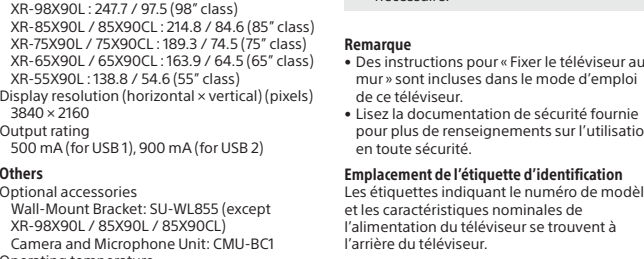 XR-98X90L : 247.7 / 97.5 (98″ class)
XR-85X90L / 85X90CL : 214.8 / 84.6 (85″ class)
XR-75X90L / 75X90CL : 189.3 / 74.5 (75″ class)
XR-65X90L / 65X90CL : 163.9 / 64.5 (65″ class)
XR-55X90L : 138.8 / 54.6 (55″ class)
Display resolution (horizontal × vertical) (pixels)
3840 × 2160
Output rating
500 mA (for USB 1), 900 mA (for USB 2)
Others
Optional accessories
Wall-Mount Bracket: SU-WL855 (except
XR-98X90L / 85X90L / 85X90CL)
Camera and Microphone Unit: CMU-BC1
Operating temperature
nécessaire.
Remarque
• Des instructions pour « Fixer le téléviseur au
mur » sont incluses dans le mode d’emploi
de ce téléviseur.
• Lisez la documentation de sécurité fournie
pour plus de renseignements sur l’utilisatio
en toute sécurité.
Emplacement de l’étiquette d’identification
Les étiquettes indiquant le numéro de modèl
et les caractéristiques nominales de
l’alimentation du téléviseur se trouvent à
l’arrière du téléviseur.